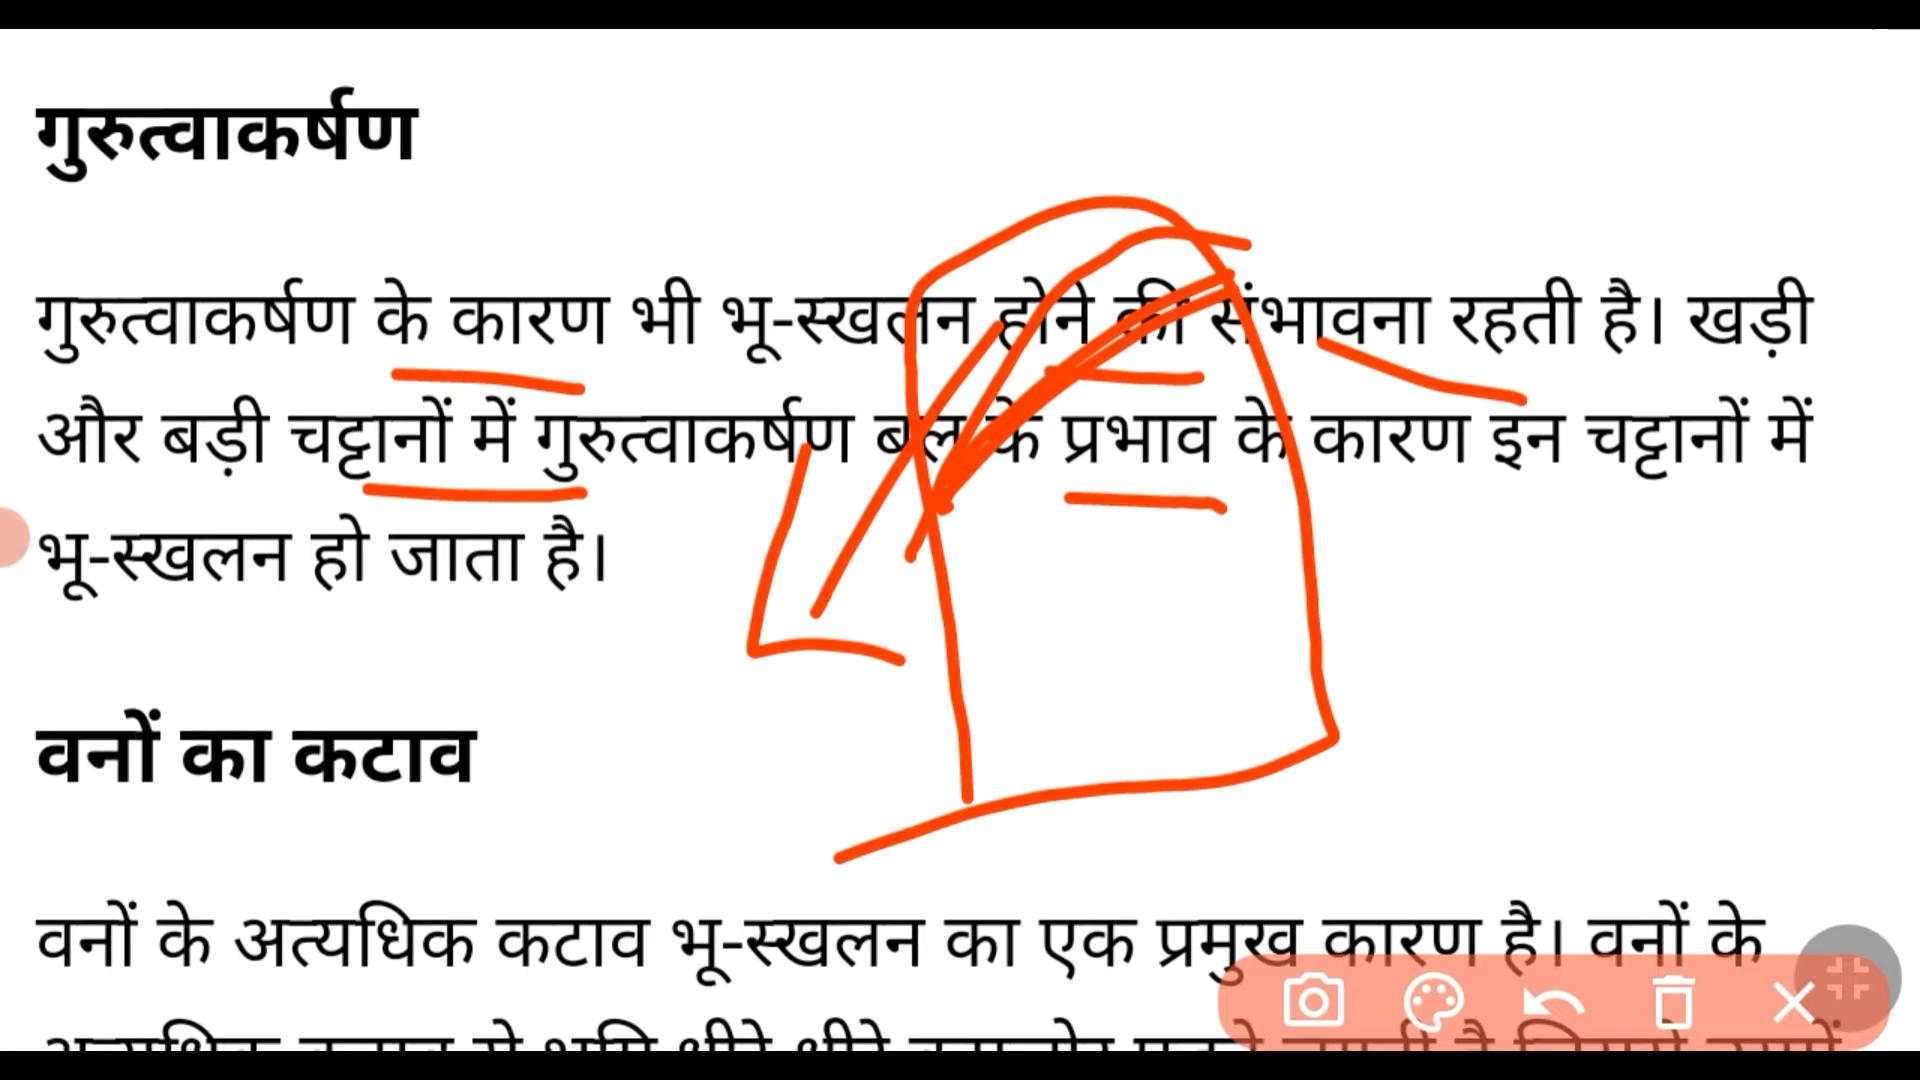 गुरुत्वाकर्षण
गुरुत्वाकर्षण के कारण भी भू-स्खलन होने की संभावना रहती है। खड़ी
और बड़ी चट्टानों में गुरुत्वाकर्षण बल के प्रभाव के कारण इन चट्टानों में
भू-स्खलन हो जाता है।
वनों का कटाव
वनों के अत्यधिक कटाव भू-स्खलन का एक प्रमुख कारण है। वनों के